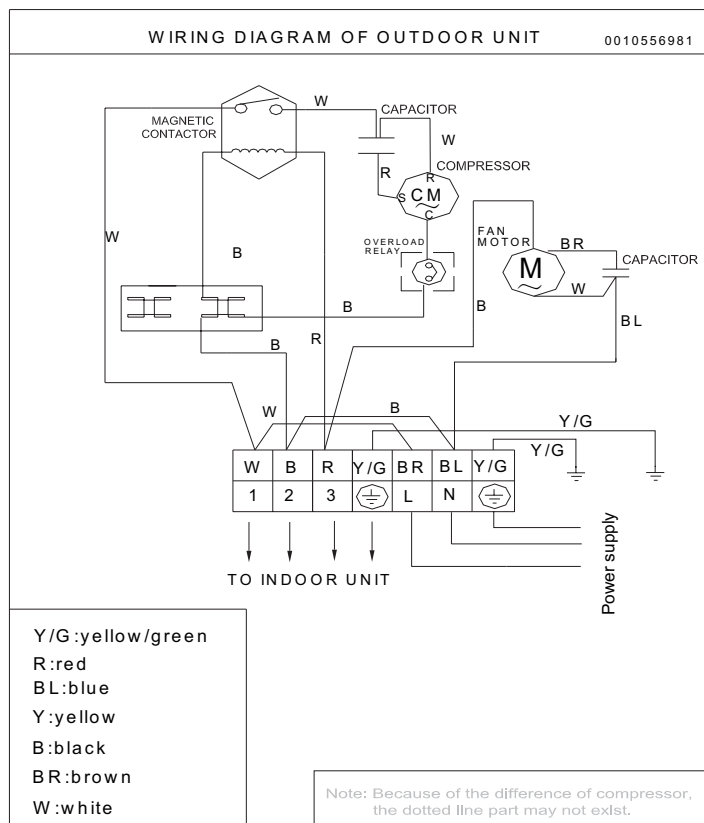 WIRING DIAGRAM OF OUTDOOR UNIT 0010556981
W
CAPACITOR
MAGNETIC
CONTACTOR
W
R
COMPRESSOR
R
S
CM
C
W
B
OVERLOAD
RELAY
FAN
MOTOR
BR
M
CAPACITOR
W
B
B
BL
B
R
W
B
Y/G
Y/G
W B R Y/G BR BL Y/G
1 2 3 L N
TO INDOOR UNIT
Power supply
Y/G:yellow/green
R:red
BL:blue
Y:yellow
B:black
BR:brown
W:white
Note: Because of the difference of compressor,
the dotted line part may not exist.